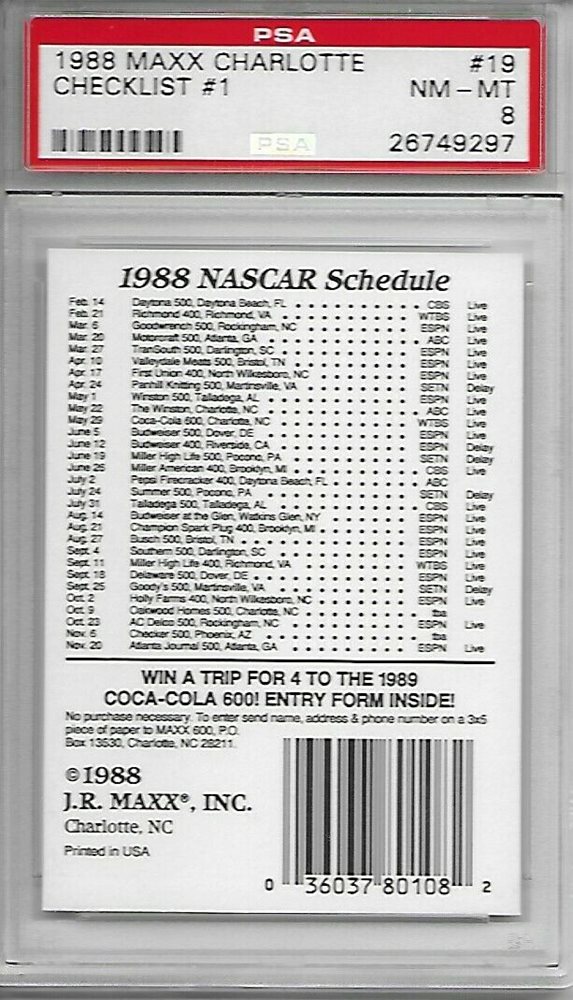 PSA
1988 MAXX CHARLOTTE #19
CHECKLIST #1 NM - MT
8
PSA 26749297
1988 NASCAR Schedule
Feb. 14 Daytona 500, Daytona Beach, FL CBS Live
Feb. 21 Richmond 400, Richmond, VA WTBS Live
Mar. 6 Goodwrench 500, Rockingham, NC ESPN Live
Mar. 20 Motorcraft 500, Atlanta, GA ABC Live
Mar. 27 TranSouth 500, Darlington, SC ESPN Live
Apr. 10 Valleydale Meats 500, Bristol, TN ESPN Live
Apr. 17 First Union 400, North Wilkesboro, NC ESPN Live
Apr. 24 Panhill Knitting 500, Martinsville, VA SETN Delay
May 1 Winston 500, Talladega, AL ESPN Live
May 22 The Winston, Charlotte, NC ABC Live
May 29 Coca-Cola 600, Charlotte, NC WTBS Live
June 5 Budweiser 500, Dover, DE ESPN Live
June 12 Budweiser 400, Riverside, CA ESPN Delay
June 19 Miller High Life 500, Pocono, PA SETN Delay
June 25 Miller American 400, Brooklyn, MI CBS Live
July 2 Pepsi Firecracker 400, Daytona Beach, FL ABC
July 24 Summer 500, Pocono, PA SETN Delay
July 31 Talladega 500, Talladega, AL CBS Live
Aug. 14 Budweiser at the Glen, Watkins Glen, NY ESPN Live
Aug. 21 Champion Spark Plug 400, Brooklyn, MI ESPN Live
Aug. 27 Busch 500, Bristol, TN ESPN Live
Sept. 4 Southern 500, Darlington, SC ESPN Live
Sept. 11 Miller High Life 400, Richmond, VA WTBS Live
Sept. 18 Delaware 500, Dover, DE ESPN Live
Sept. 25 Goody's 500, Martinsville, VA SETN Delay
Oct. 2 Holly Farms 400, North Wilkesboro, NC ESPN Live
Oct. 9 Oakwood Homes 500, Charlotte, NC tba
Oct. 23 AC Delco 500, Rockingham, NC ESPN Live
Nov. 6 Checker 500, Phoenix, AZ tba
Nov. 20 Atlanta Journal 500, Atlanta, GA ESPN Live
WIN A TRIP FOR 4 TO THE 1989
COCA-COLA 600! ENTRY FORM INSIDE!
No purchase necessary. To enter send name, address & phone number on a 3x5
piece of paper to MAXX 600, P.O.
Box 13530, Charlotte, NC 28211.
©1988
J.R. MAXX®, INC.
Charlotte, NC
Printed in USA
0 36037 80108 2